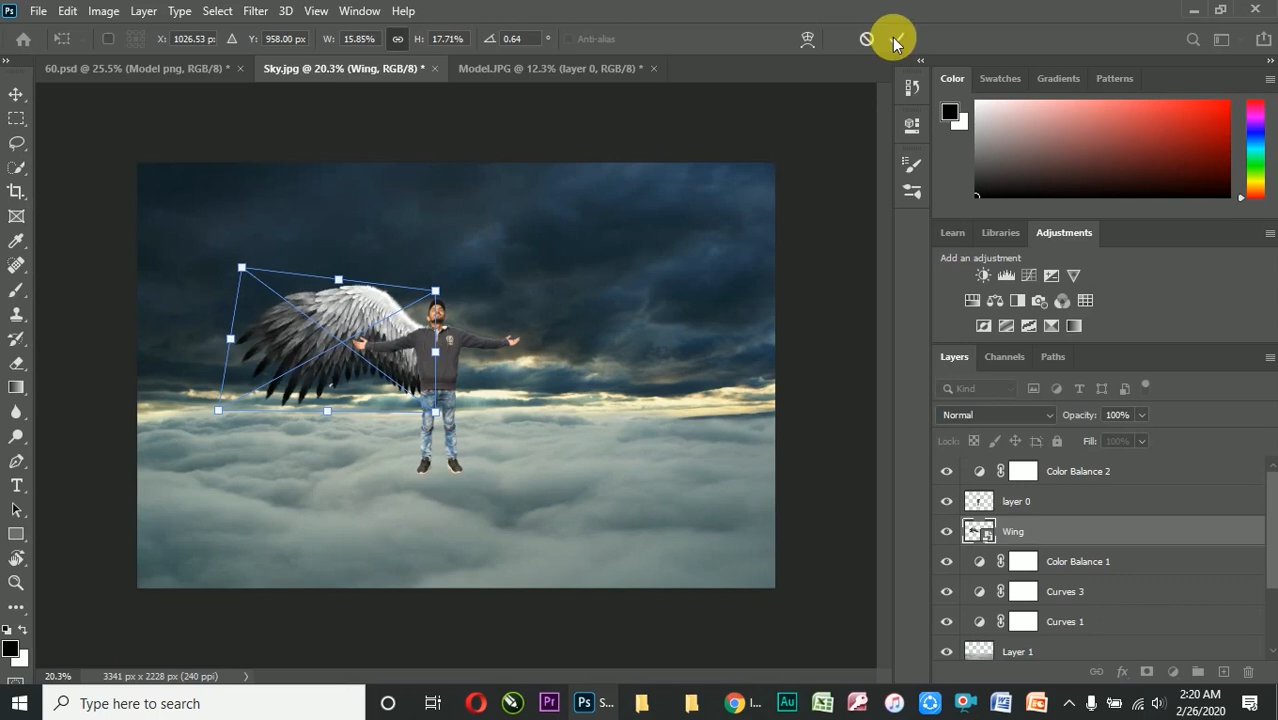 Ps File Edit Image Layer Type Select Filter 3D View Window Help
X: 1026.53 p: Y: 958.00 px W: 15.85% H: 17.71% 0.64 ° Anti-alias
60.psd @ 25.5% (Model png, RGB/8) * × Sky.jpg @ 20.3% (Wing, RGB/8) * × Model.JPG @ 12.3% (layer 0, RGB/8) * ×
Color Swatches Gradients Patterns
Learn Libraries Adjustments
Add an adjustment
Layers Channels Paths
Kind
Normal Opacity: 100%
Lock: Fill: 100%
Color Balance 2
layer 0
Wing
Color Balance 1
Curves 3
Curves 1
Layer 1
20.3% 3341 px x 2228 px (240 ppi)
Type here to search
Pr Ps S... I... Au
2:20 AM
2/26/2020